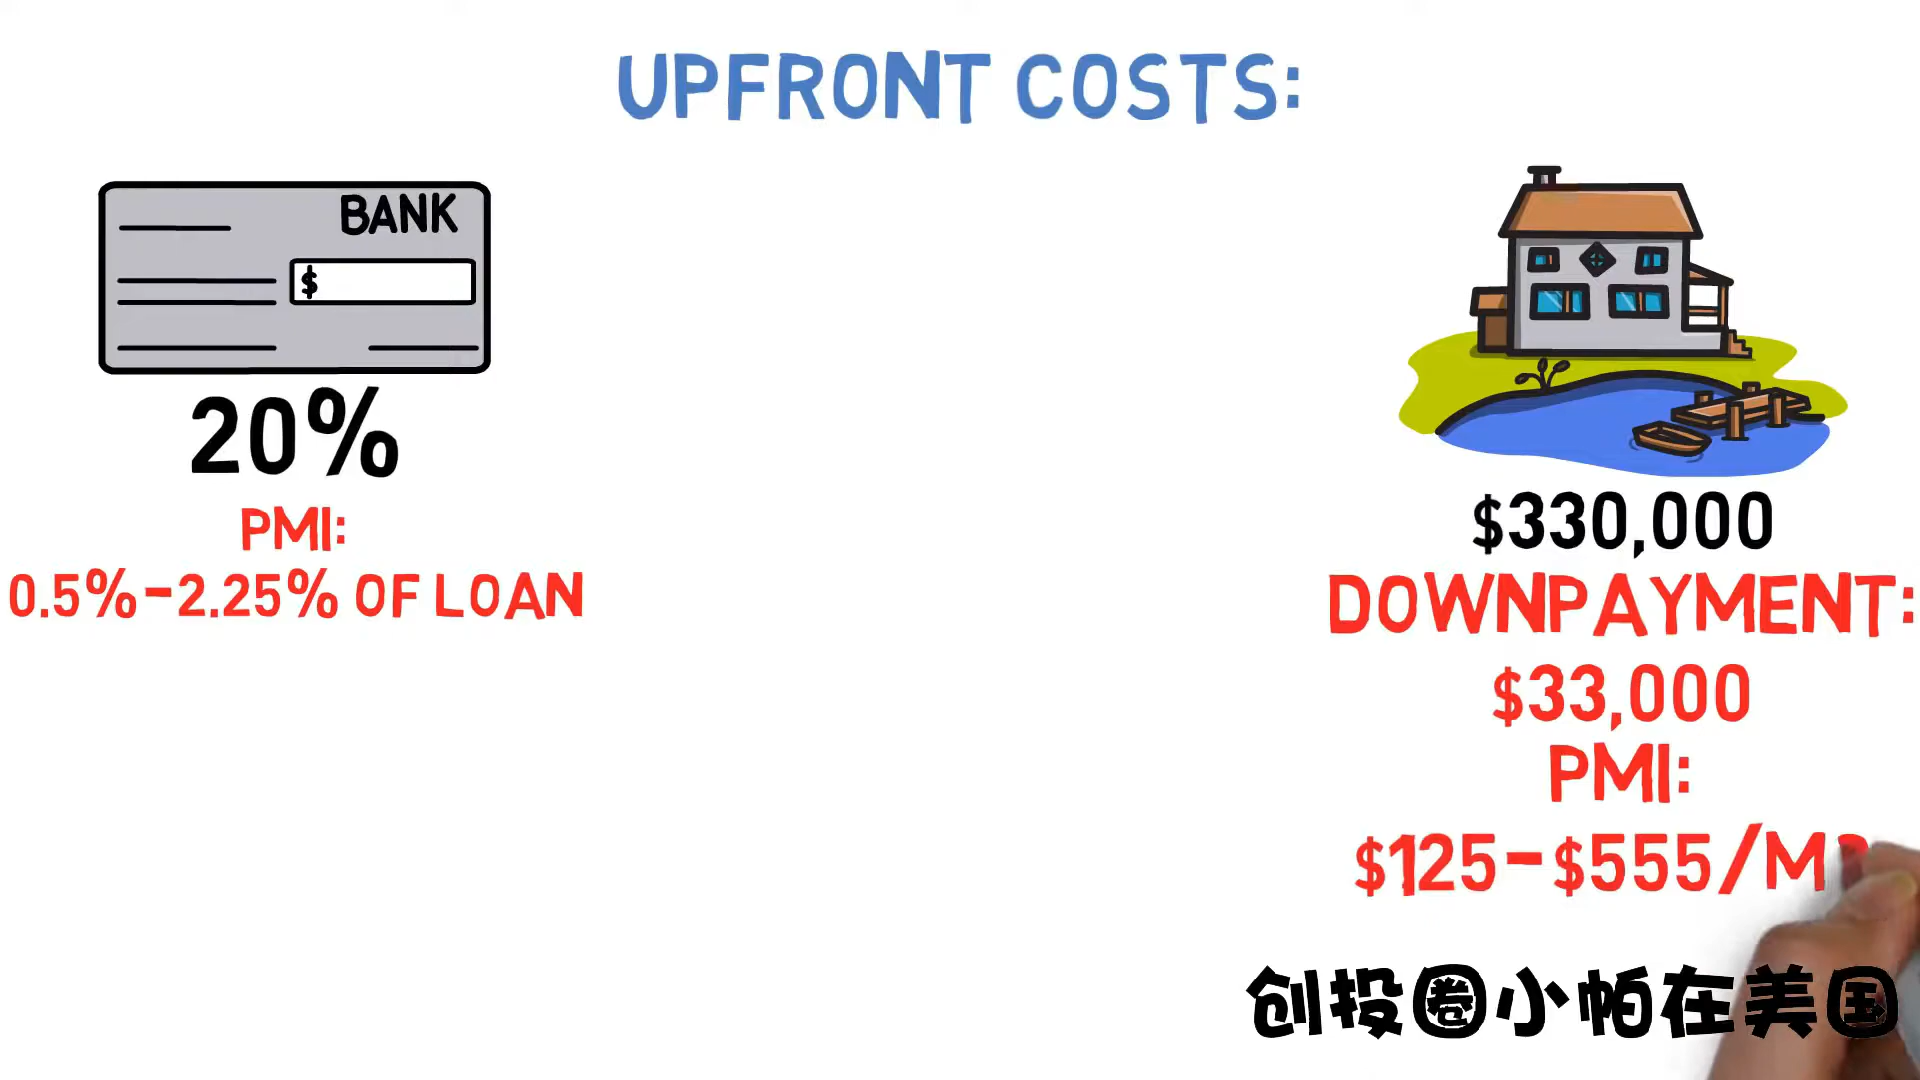 UPFRONT COSTS:
BANK
$
20%
PMI:
0.5%-2.25% OF LOAN
$330,000
DOWNPAYMENT:
$33,000
PMI:
$125-$555/M
创投圈小帕在美国